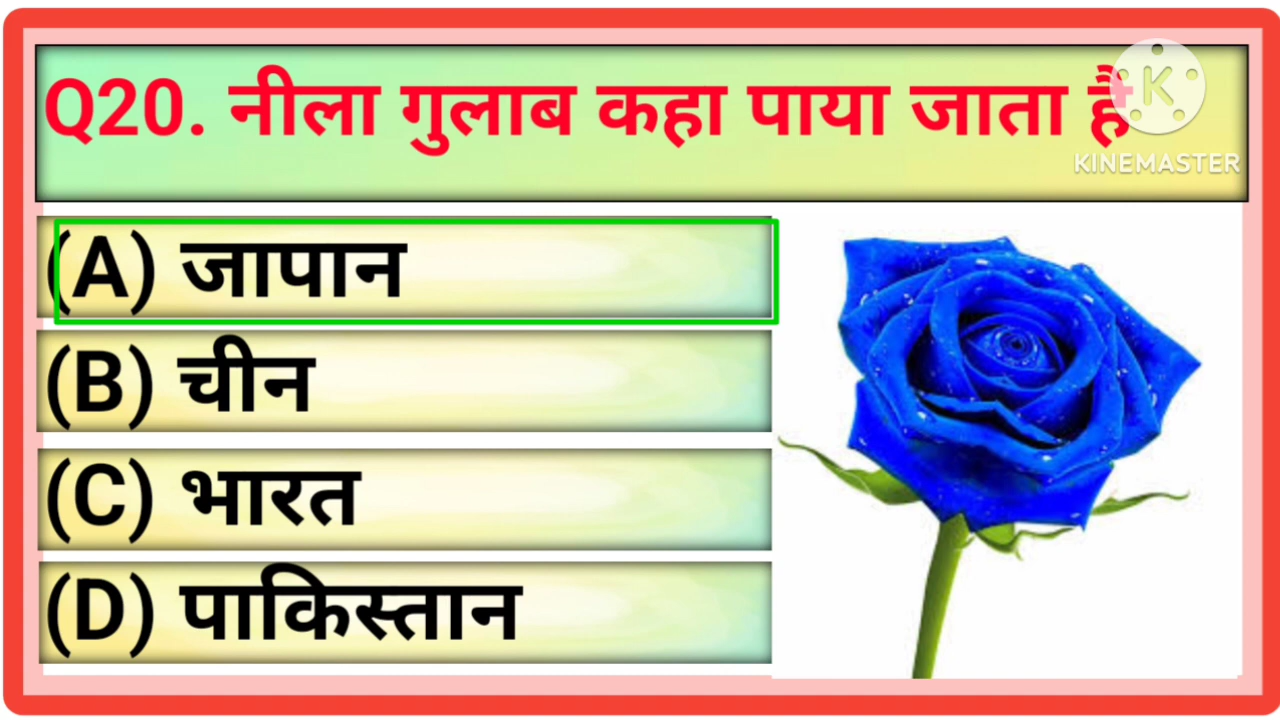 Q20. नीला गुलाब कहा पाया जाता है
KINEMASTER
(A) जापान
(B) चीन
(C) भारत
(D) पाकिस्तान